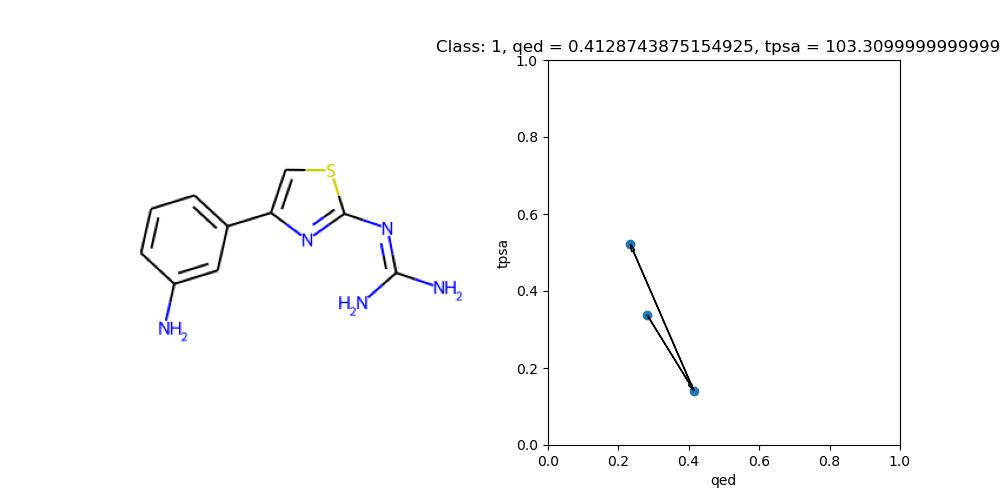 Class: 1, qed = 0.4128743875154925, tpsa = 103.3099999999999
1.0
0.8
0.6
0.4
0.2
0.0
tpsa
0.0 0.2 0.4 0.6 0.8 1.0
qed
S
N
N
H2N
NH2
NH2